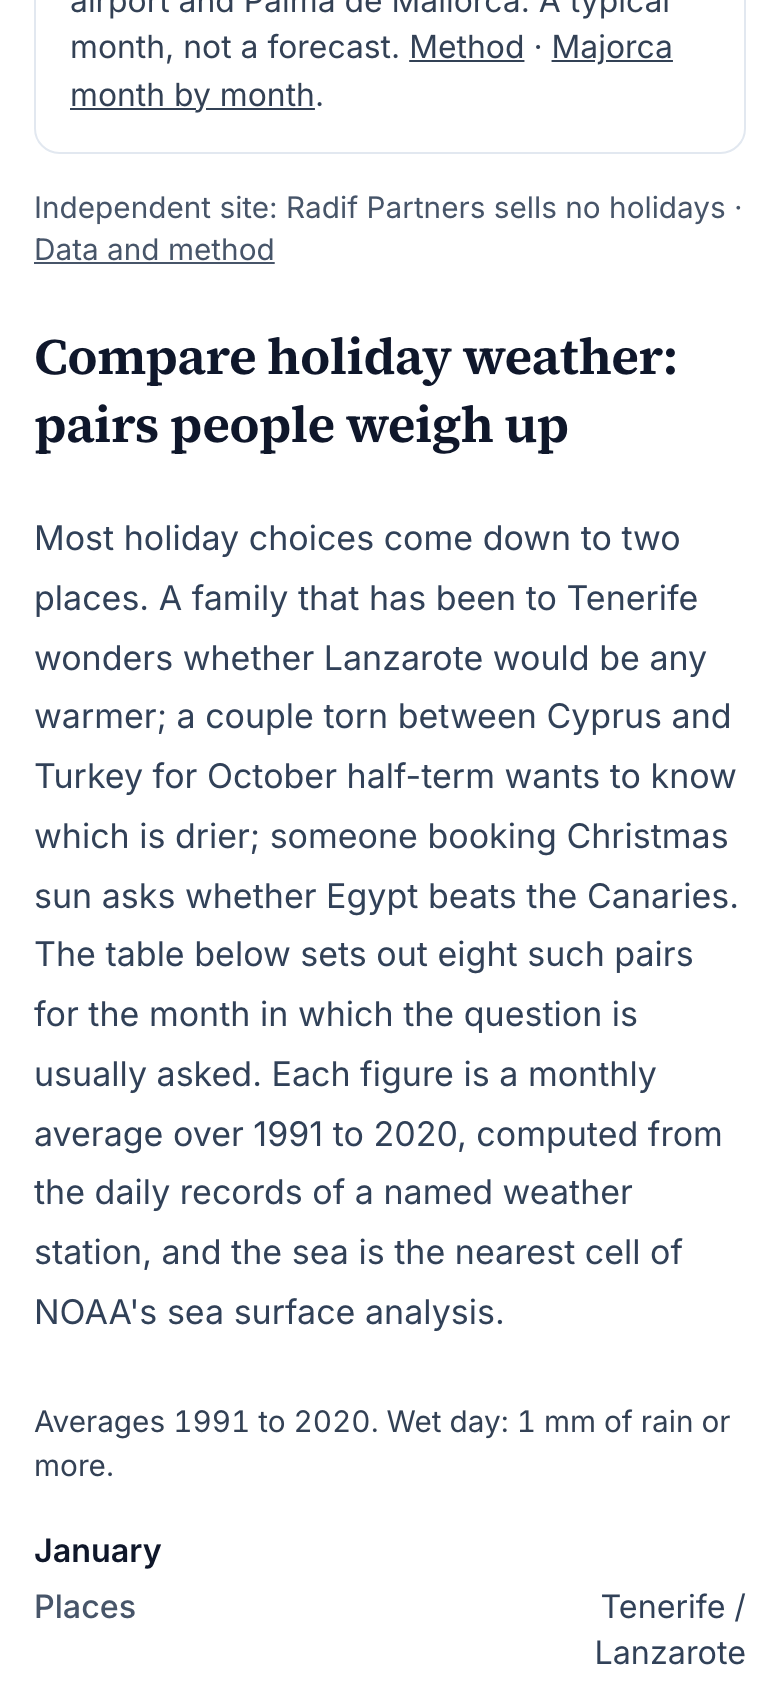 airport and Palma de Mallorca. A typical
month, not a forecast. Method · Majorca
month by month.
Independent site: Radif Partners sells no holidays ·
Data and method
Compare holiday weather:
pairs people weigh up
Most holiday choices come down to two
places. A family that has been to Tenerife
wonders whether Lanzarote would be any
warmer; a couple torn between Cyprus and
Turkey for October half-term wants to know
which is drier; someone booking Christmas
sun asks whether Egypt beats the Canaries.
The table below sets out eight such pairs
for the month in which the question is
usually asked. Each figure is a monthly
average over 1991 to 2020, computed from
the daily records of a named weather
station, and the sea is the nearest cell of
NOAA's sea surface analysis.
Averages 1991 to 2020. Wet day: 1 mm of rain or
more.
January
Places Tenerife /
Lanzarote